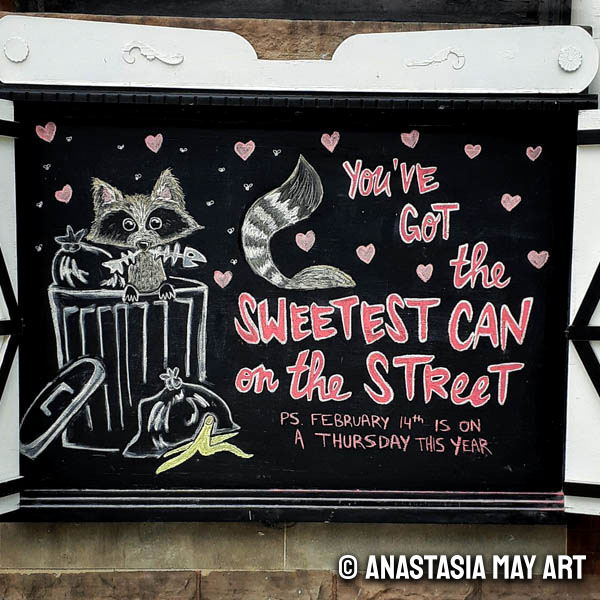 YOU'VE
GOT
the
SWEETEST CAN
on the STREET
PS. FEBRUARY 14th IS ON
A THURSDAY THIS YEAR
© ANASTASIA MAY ART